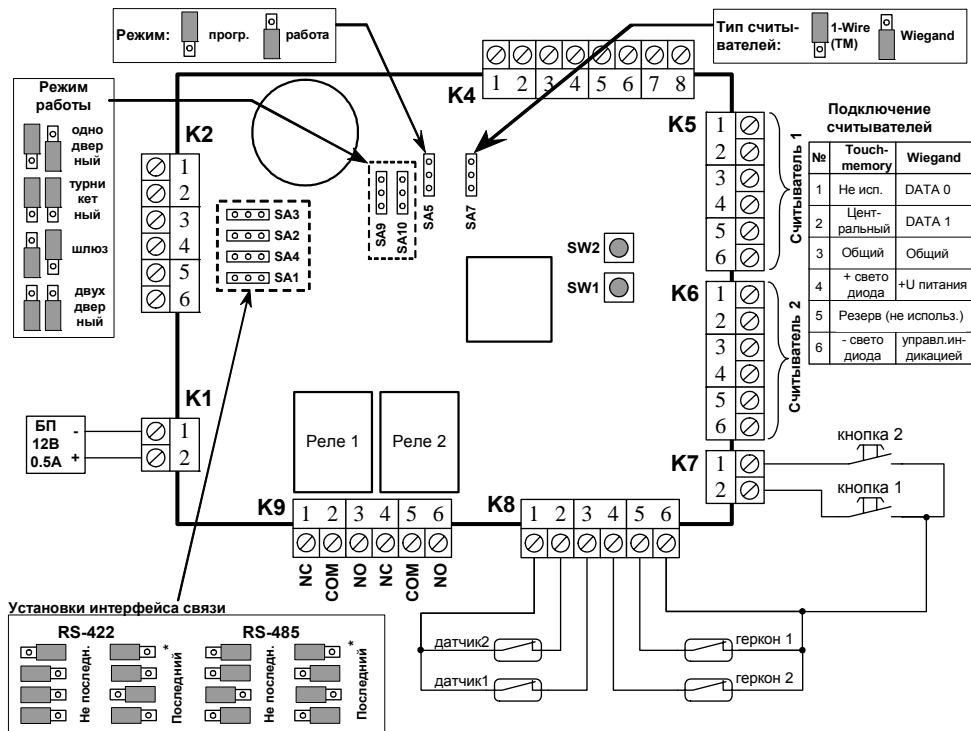 Режим:
прогр.
работа
Тип считы-
вателей:
1-Wire
(TM)
Wiegand
Режим
работы
одно
двер
ный
турни
кет
ный
шлюз
двух
двер
ный
K4
1 2 3 4 5 6 7 8
K2
1
2
3
4
5
6
SA3
SA2
SA4
SA1
SA9
SA10
SA5
SA7
SW2
SW1
K5
1
2
3
4
5
6
Считыватель 1
K6
1
2
3
4
5
6
Считыватель 2
Подключение
считывателей
№ Touch-memory Wiegand
1 Не исп. DATA 0
2 Цент-ральный DATA 1
3 Общий Общий
4 + свето диода +U питания
5 Резерв (не использ.)
6 - свето диода управл.ин-дикацией
K1
1
2
БП
12В
0.5А
-
+
Реле 1
Реле 2
K7
1
2
кнопка 2
кнопка 1
K9
1 2 3 4 5 6
NC COM NO NC COM NO
K8
1 2 3 4 5 6
датчик2
датчик1
геркон 1
геркон 2
Установки интерфейса связи
RS-422
RS-485
Не последн.
Последний *
Не последн.
Последний *